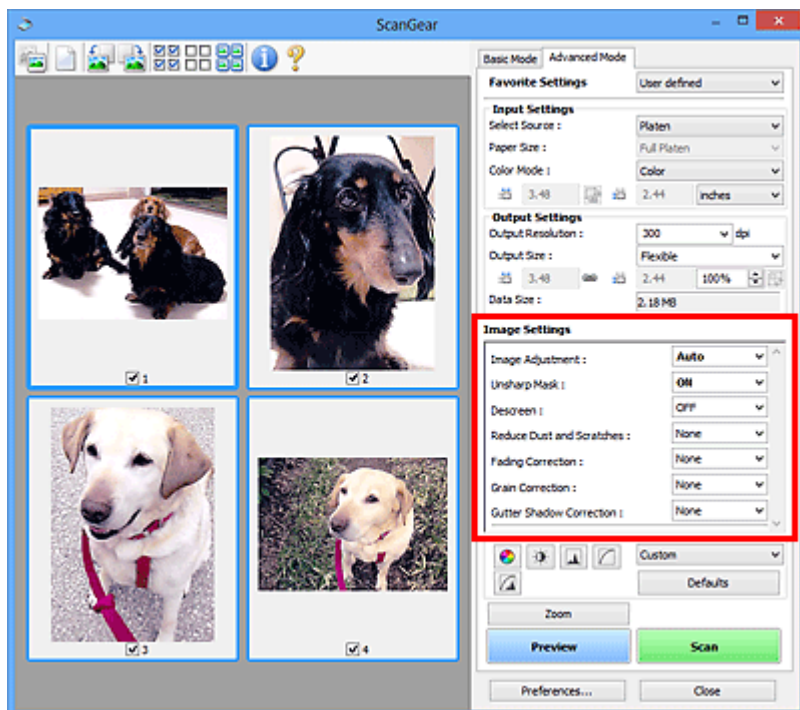 ScanGear
Basic Mode Advanced Mode
Favorite Settings User defined
Input Settings
Select Source : Platen
Paper Size : Full Platen
Color Mode : Color
3.48 2.44 inches
Output Settings
Output Resolution : 300 dpi
Output Size : Flexible
3.48 2.44 100%
Data Size : 2.18 MB
Image Settings
Image Adjustment : Auto
Unsharp Mask : ON
Descreen : OFF
Reduce Dust and Scratches : None
Fading Correction : None
Grain Correction : None
Gutter Shadow Correction : None
1
2
3
4
Custom
Defaults
Zoom
Preview Scan
Preferences... Close